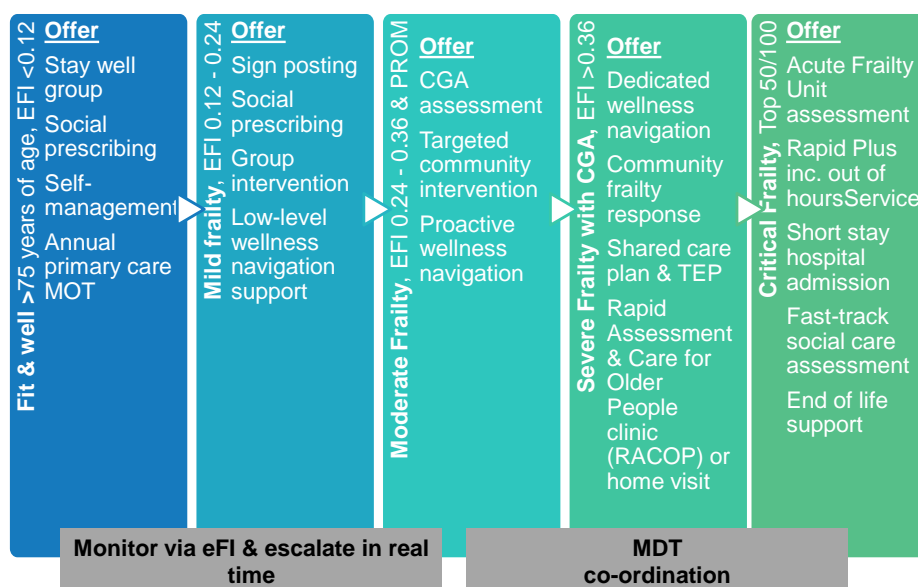 Fit & well >75 years of age, EFI <0.12
Offer
Stay well
group
Social
prescribing
Self-
management
Annual
primary care
MOT
Mild frailty, EFI 0.12 - 0.24
Offer
Sign posting
Social
prescribing
Group
intervention
Low-level
wellness
navigation
support
Moderate Frailty, EFI 0.24 - 0.36 & PROM
Offer
CGA
assessment
Targeted
community
intervention
Proactive
wellness
navigation
Severe Frailty with CGA, EFI >0.36
Offer
Dedicated
wellness
navigation
Community
frailty
response
Shared care
plan & TEP
Rapid
Assessment
& Care for
Older
People
clinic
(RACOP) or
home visit
Critical Frailty, Top 50/100
Offer
Acute Frailty
Unit
assessment
Rapid Plus
inc. out of
hoursService
Short stay
hospital
admission
Fast-track
social care
assessment
End of life
support
Monitor via eFI & escalate in real
time
MDT
co-ordination